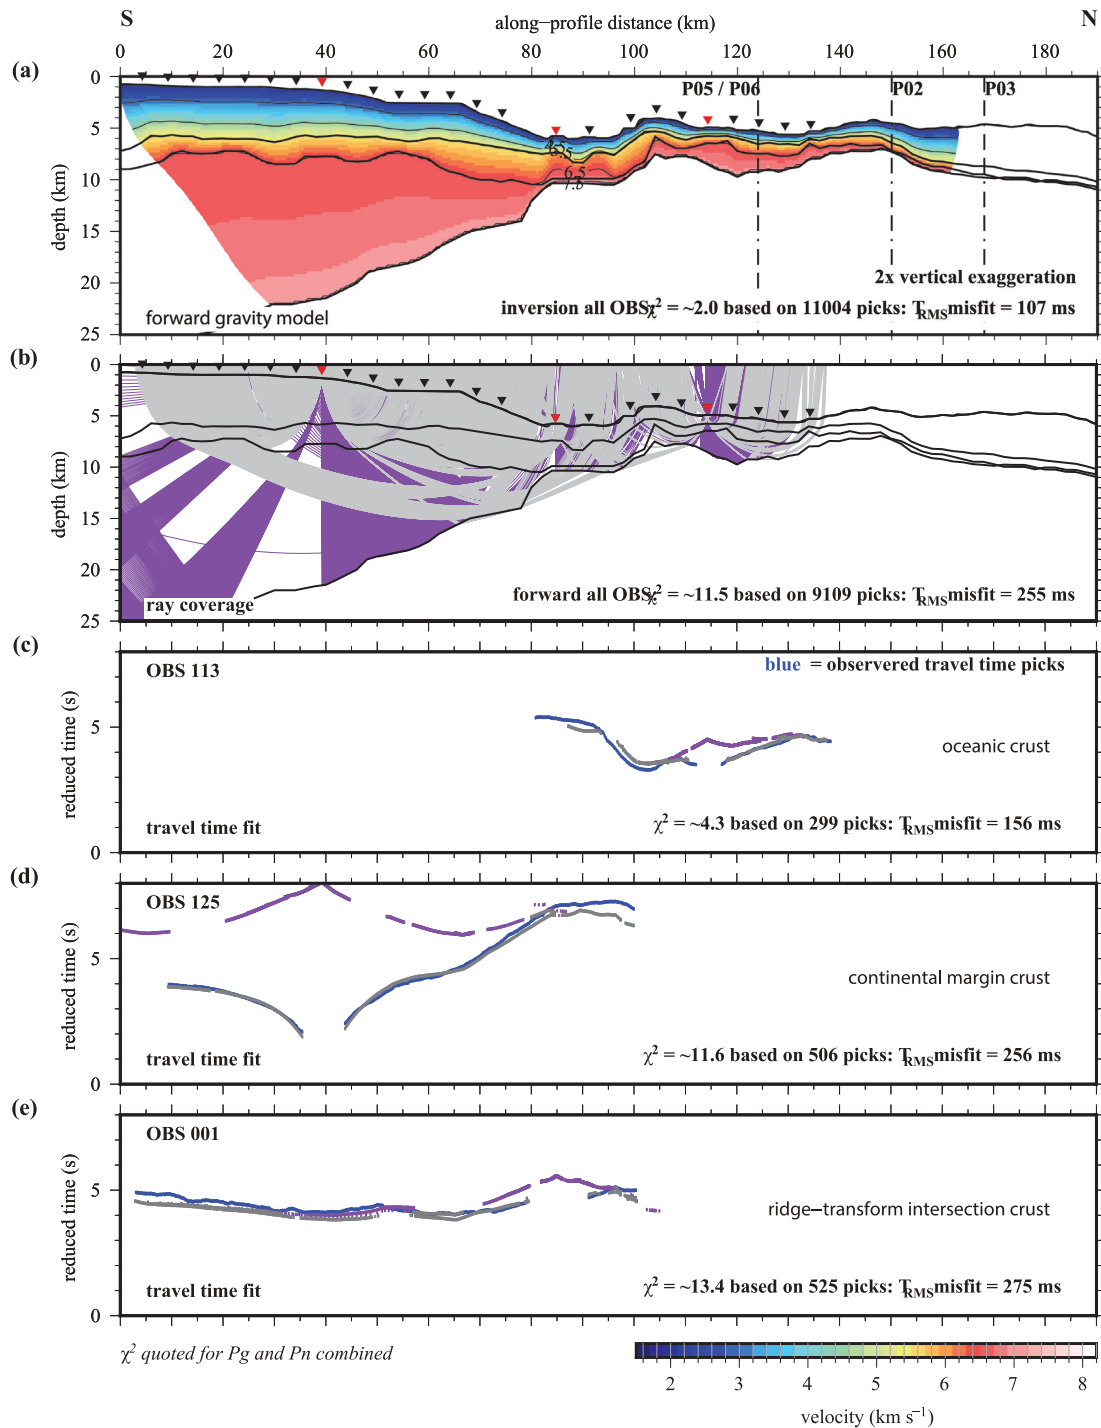 S along−profile distance (km) N
0 20 40 60 80 100 120 140 160 180
(a)
0
5
10
15
20
25
depth (km)
P05 / P06 P02 P03
4.5
5.5
6.5
7.5
2x vertical exaggeration
inversion all OBS: χ² = ~2.0 based on 11004 picks: TRMS misfit = 107 ms
forward gravity model
(b)
0
5
10
15
20
25
depth (km)
forward all OBS: χ² = ~11.5 based on 9109 picks: TRMS misfit = 255 ms
ray coverage
(c)
OBS 113
blue = observered travel time picks
5
0
reduced time (s)
oceanic crust
χ² = ~4.3 based on 299 picks: TRMS misfit = 156 ms
travel time fit
(d)
OBS 125
5
0
reduced time (s)
continental margin crust
χ² = ~11.6 based on 506 picks: TRMS misfit = 256 ms
travel time fit
(e)
OBS 001
5
0
reduced time (s)
ridge−transform intersection crust
χ² = ~13.4 based on 525 picks: TRMS misfit = 275 ms
travel time fit
χ² quoted for Pg and Pn combined
2 3 4 5 6 7 8
velocity (km s⁻¹)